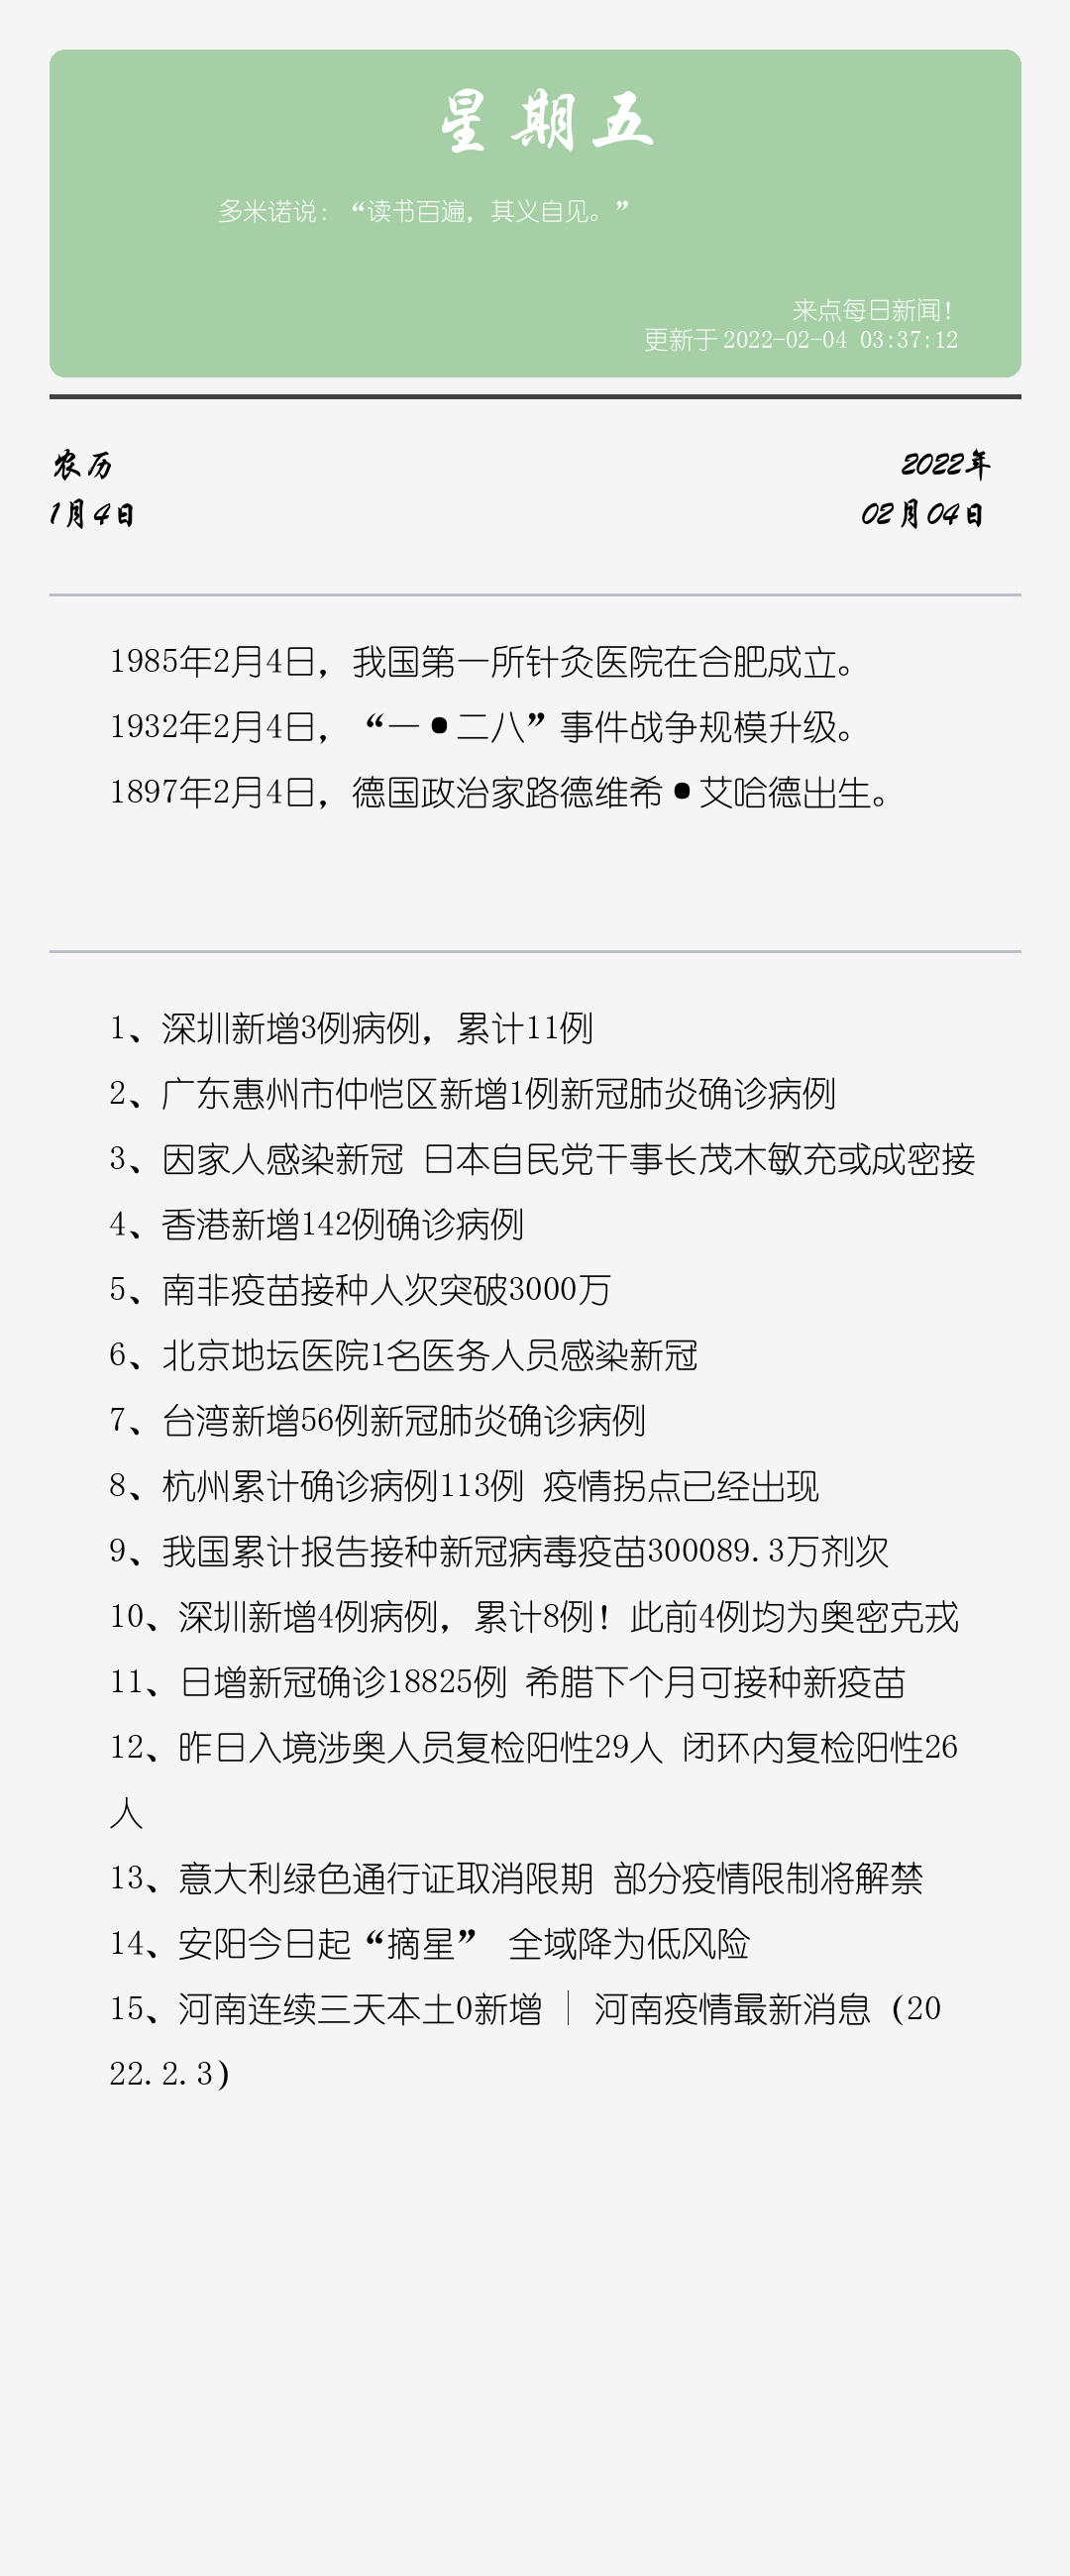 星期五
多米诺说：“读书百遍，其义自见。”
来点每日新闻！
更新于2022-02-04 03:37:12
农历
2022年
1月4日
02月04日
1985年2月4日，我国第一所针灸医院在合肥成立。
1932年2月4日，“一•二八”事件战争规模升级。
1897年2月4日，德国政治家路德维希•艾哈德出生。
1、深圳新增3例病例，累计11例
2、广东惠州市仲恺区新增1例新冠肺炎确诊病例
3、因家人感染新冠 日本自民党干事长茂木敏充或成密接
4、香港新增142例确诊病例
5、南非疫苗接种人次突破3000万
6、北京地坛医院1名医务人员感染新冠
7、台湾新增56例新冠肺炎确诊病例
8、杭州累计确诊病例113例 疫情拐点已经出现
9、我国累计报告接种新冠病毒疫苗300089.3万剂次
10、深圳新增4例病例，累计8例！此前4例均为奥密克戎
11、日增新冠确诊18825例 希腊下个月可接种新疫苗
12、昨日入境涉奥人员复检阳性29人 闭环内复检阳性26
人
13、意大利绿色通行证取消限期 部分疫情限制将解禁
14、安阳今日起“摘星” 全域降为低风险
15、河南连续三天本土0新增 ｜ 河南疫情最新消息（20
22.2.3）